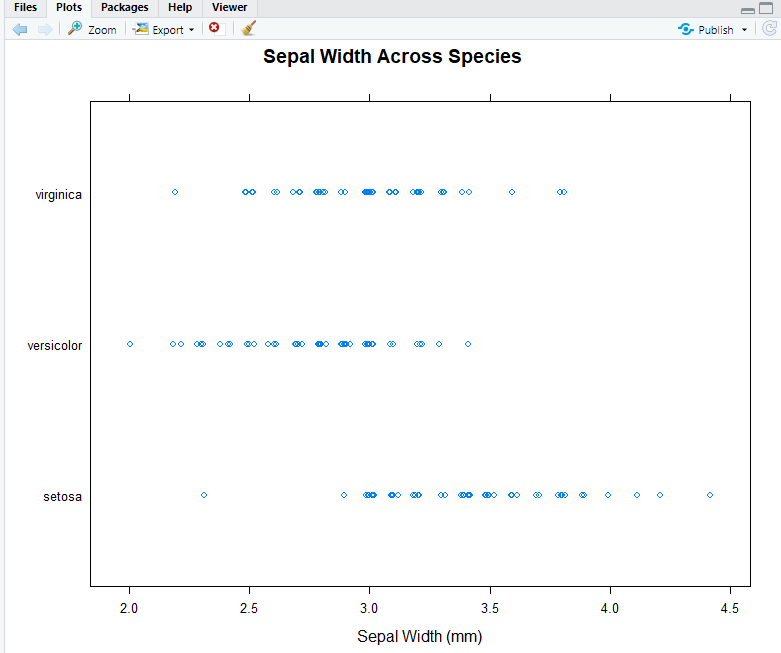 Files Plots Packages Help Viewer
Zoom Export Publish
Sepal Width Across Species
virginica
versicolor
setosa
2.0 2.5 3.0 3.5 4.0 4.5
Sepal Width (mm)